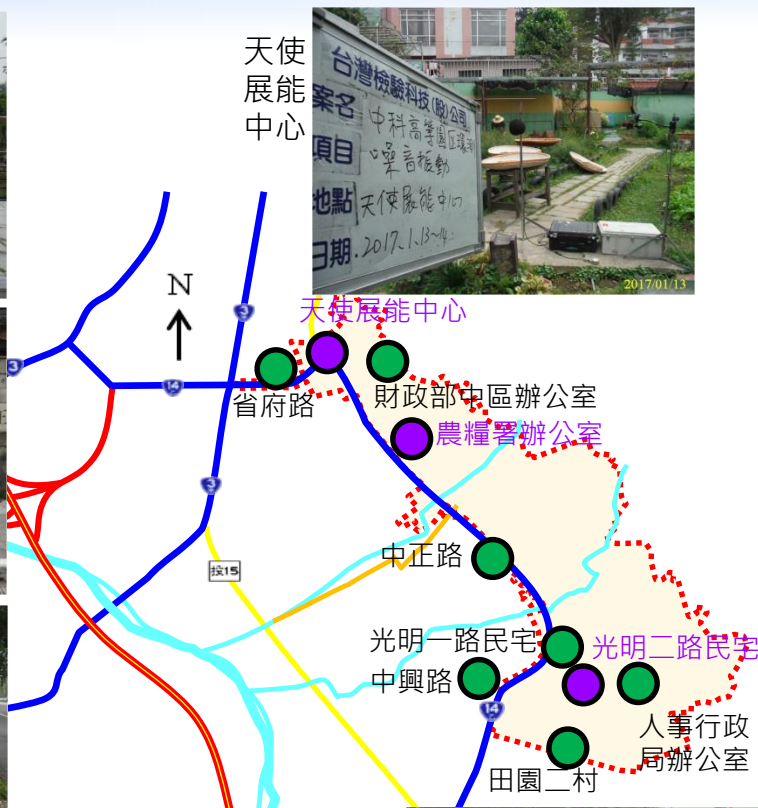 天使
展能
中心
台灣檢驗科技(股)公司
案名 中科高等園區環
項目 噪音振動
地點 天使展能中心
日期 2017.1.13~14
2017/01/13
N
3
天使展能中心
3
14
省府路
財政部中區辦公室
農糧署辦公室
3
中正路
投15
光明一路民宅
光明二路民宅
中興路
14
人事行政
局辦公室
田園二村